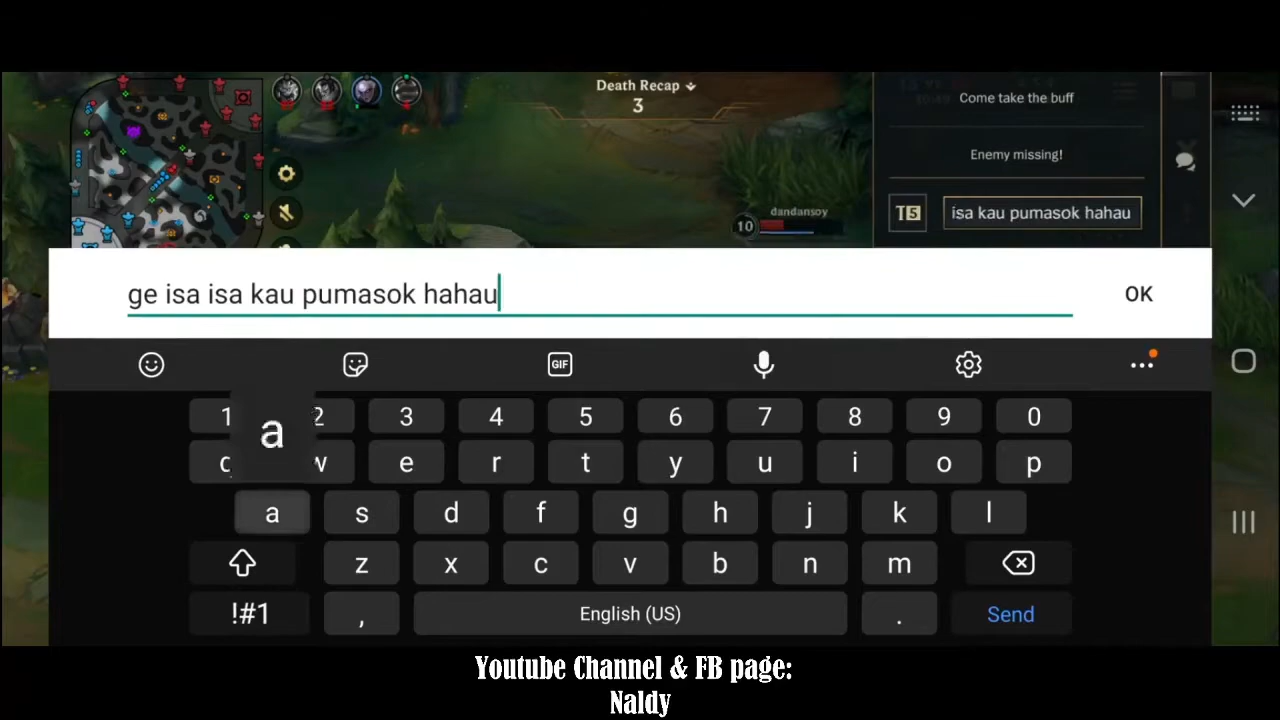 Death Recap
3
Come take the buff
Enemy missing!
T5
isa kau pumasok hahau
10
dandansoy
ge isa isa kau pumasok hahau
OK
GIF
1 2 3 4 5 6 7 8 9 0
a
q w e r t y u i o p
a s d f g h j k l
z x c v b n m
!#1 , English (US) . Send
Youtube Channel & FB page:
Naldy